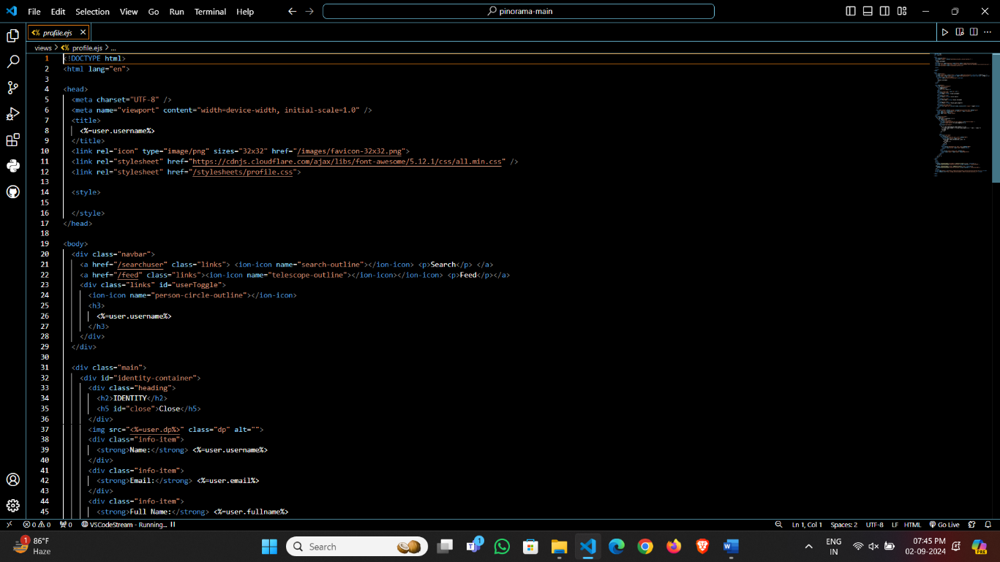 File Edit Selection View Go Run Terminal Help
pinorama-main
<% profile.ejs
views > <% profile.ejs > ...
1 <!DOCTYPE html>
2 <html lang="en">
3
4 <head>
5 <meta charset="UTF-8" />
6 <meta name="viewport" content="width=device-width, initial-scale=1.0" />
7 <title>
8 <%=user.username%>
9 </title>
10 <link rel="icon" type="image/png" sizes="32x32" href="/images/favicon-32x32.png">
11 <link rel="stylesheet" href="https://cdnjs.cloudflare.com/ajax/libs/font-awesome/5.12.1/css/all.min.css" />
12 <link rel="stylesheet" href="/stylesheets/profile.css">
13
14 <style>
15
16 </style>
17 </head>
18
19 <body>
20 <div class="navbar">
21 <a href="/searchuser" class="links"> <ion-icon name="search-outline"></ion-icon> <p>Search</p> </a>
22 <a href="/feed" class="links"><ion-icon name="telescope-outline"></ion-icon></ion-icon> <p>Feed</p></a>
23 <div class="links" id="userToggle">
24 <ion-icon name="person-circle-outline"></ion-icon>
25 <h3>
26 <%=user.username%>
27 </h3>
28 </div>
29 </div>
30
31 <div class="main">
32 <div id="identity-container">
33 <div class="heading">
34 <h2>IDENTITY</h2>
35 <h5 id="close">Close</h5>
36 </div>
37 <img src="<%=user.dp%>" class="dp" alt="">
38 <div class="info-item">
39 <strong>Name:</strong> <%=user.username%>
40 </div>
41 <div class="info-item">
42 <strong>Email:</strong> <%=user.email%>
43 </div>
44 <div class="info-item">
45 <strong>Full Name:</strong> <%=user.fullname%>
0 0 0 VSCodeStream - Running... Ln 1, Col 1 Spaces: 2 UTF-8 LF HTML Go Live
1 86°F
Haze
Search
1
ENG
IN
07:45 PM
02-09-2024
PRE